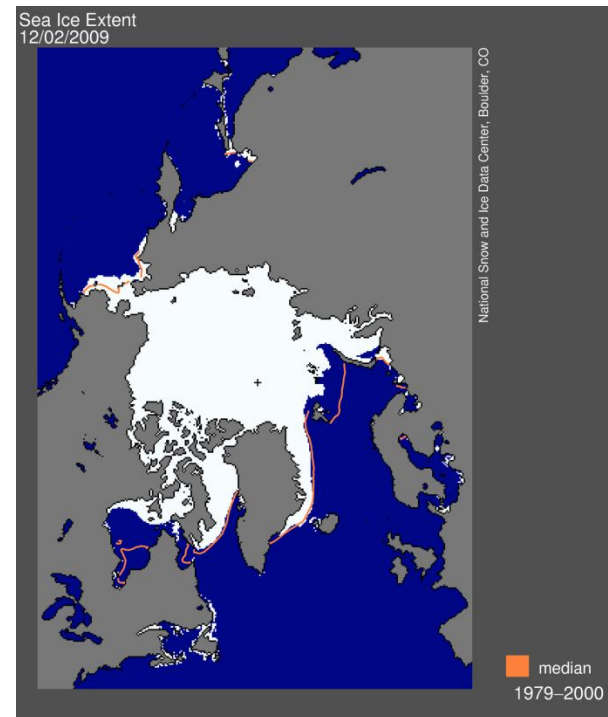 Sea Ice Extent
12/02/2009
National Snow and Ice Data Center, Boulder, CO
median
1979–2000